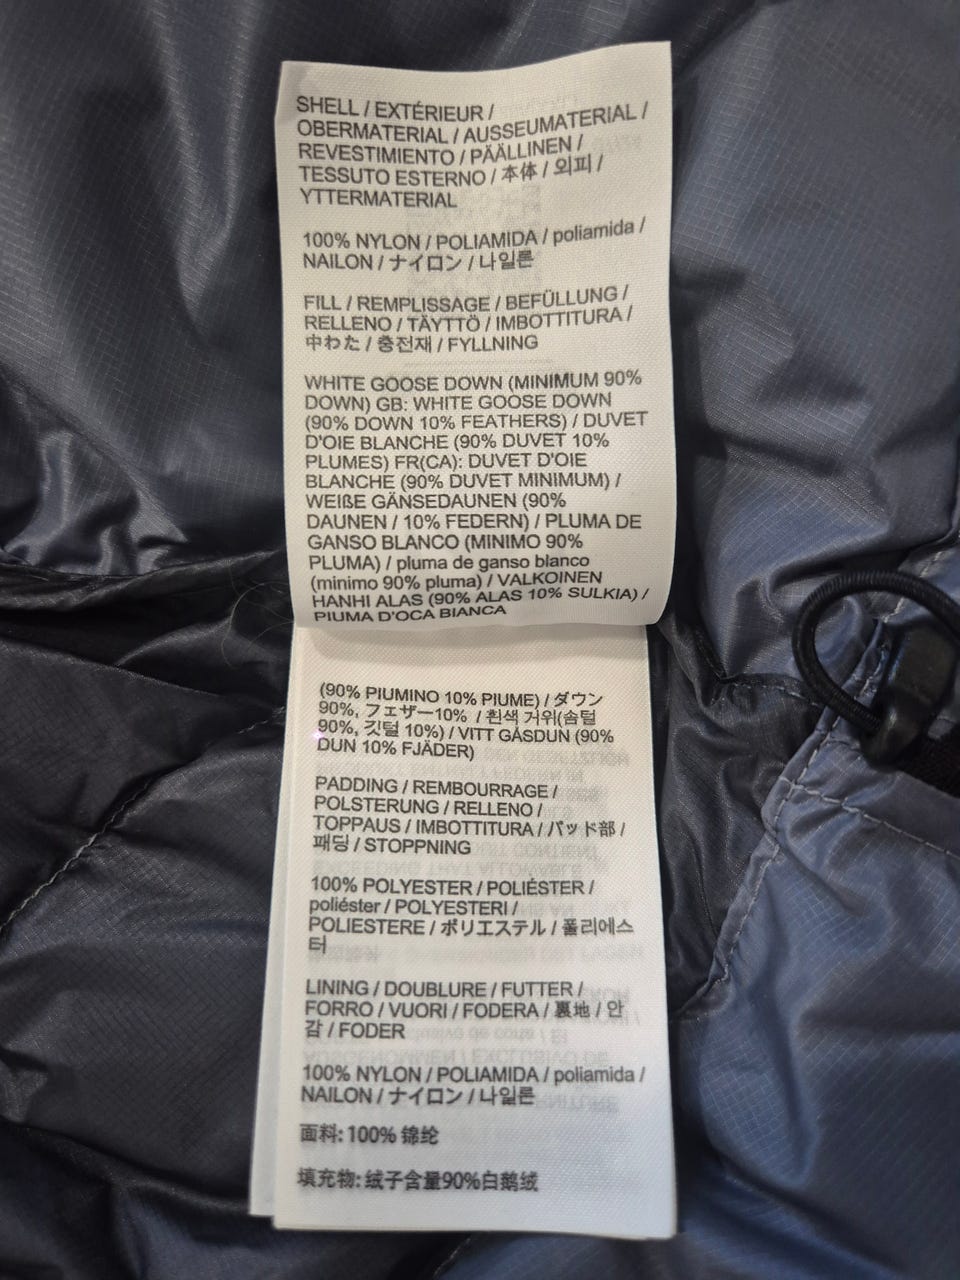 SHELL / EXTÉRIEUR /
OBERMATERIAL / AUSSEUMATERIAL /
REVESTIMIENTO / PÄÄLLINEN /
TESSUTO ESTERNO / 本体 / 외피 /
YTTERMATERIAL
100% NYLON / POLIAMIDA / poliamida /
NAILON / ナイロン / 나일론
FILL / REMPLISSAGE / BEFÜLLUNG /
RELLENO / TÄYTTÖ / IMBOTTITURA /
中わた / 충전재 / FYLLNING
WHITE GOOSE DOWN (MINIMUM 90%
DOWN) GB: WHITE GOOSE DOWN
(90% DOWN 10% FEATHERS) / DUVET
D'OIE BLANCHE (90% DUVET 10%
PLUMES) FR(CA): DUVET D'OIE
BLANCHE (90% DUVET MINIMUM) /
WEIßE GÄNSEDAUNEN (90%
DAUNEN / 10% FEDERN) / PLUMA DE
GANSO BLANCO (MINIMO 90%
PLUMA) / pluma de ganso blanco
(minimo 90% pluma) / VALKOINEN
HANHI ALAS (90% ALAS 10% SULKIA) /
PIUMA D'OCA BIANCA
(90% PIUMINO 10% PIUME) / ダウン
90%, フェザー10% / 흰색 거위(솜털
90%, 깃털 10%) / VITT GÅSDUN (90%
DUN 10% FJÄDER)
PADDING / REMBOURRAGE /
POLSTERUNG / RELLENO /
TOPPAUS / IMBOTTITURA / パッド部 /
패딩 / STOPPNING
100% POLYESTER / POLIÉSTER /
poliéster / POLYESTERI /
POLIESTERE / ポリエステル / 폴리에스
터
LINING / DOUBLURE / FUTTER /
FORRO / VUORI / FODERA / 裏地 / 안
감 / FODER
100% NYLON / POLIAMIDA / poliamida /
NAILON / ナイロン / 나일론
面料: 100% 锦纶
填充物: 绒子含量90%白鹅绒